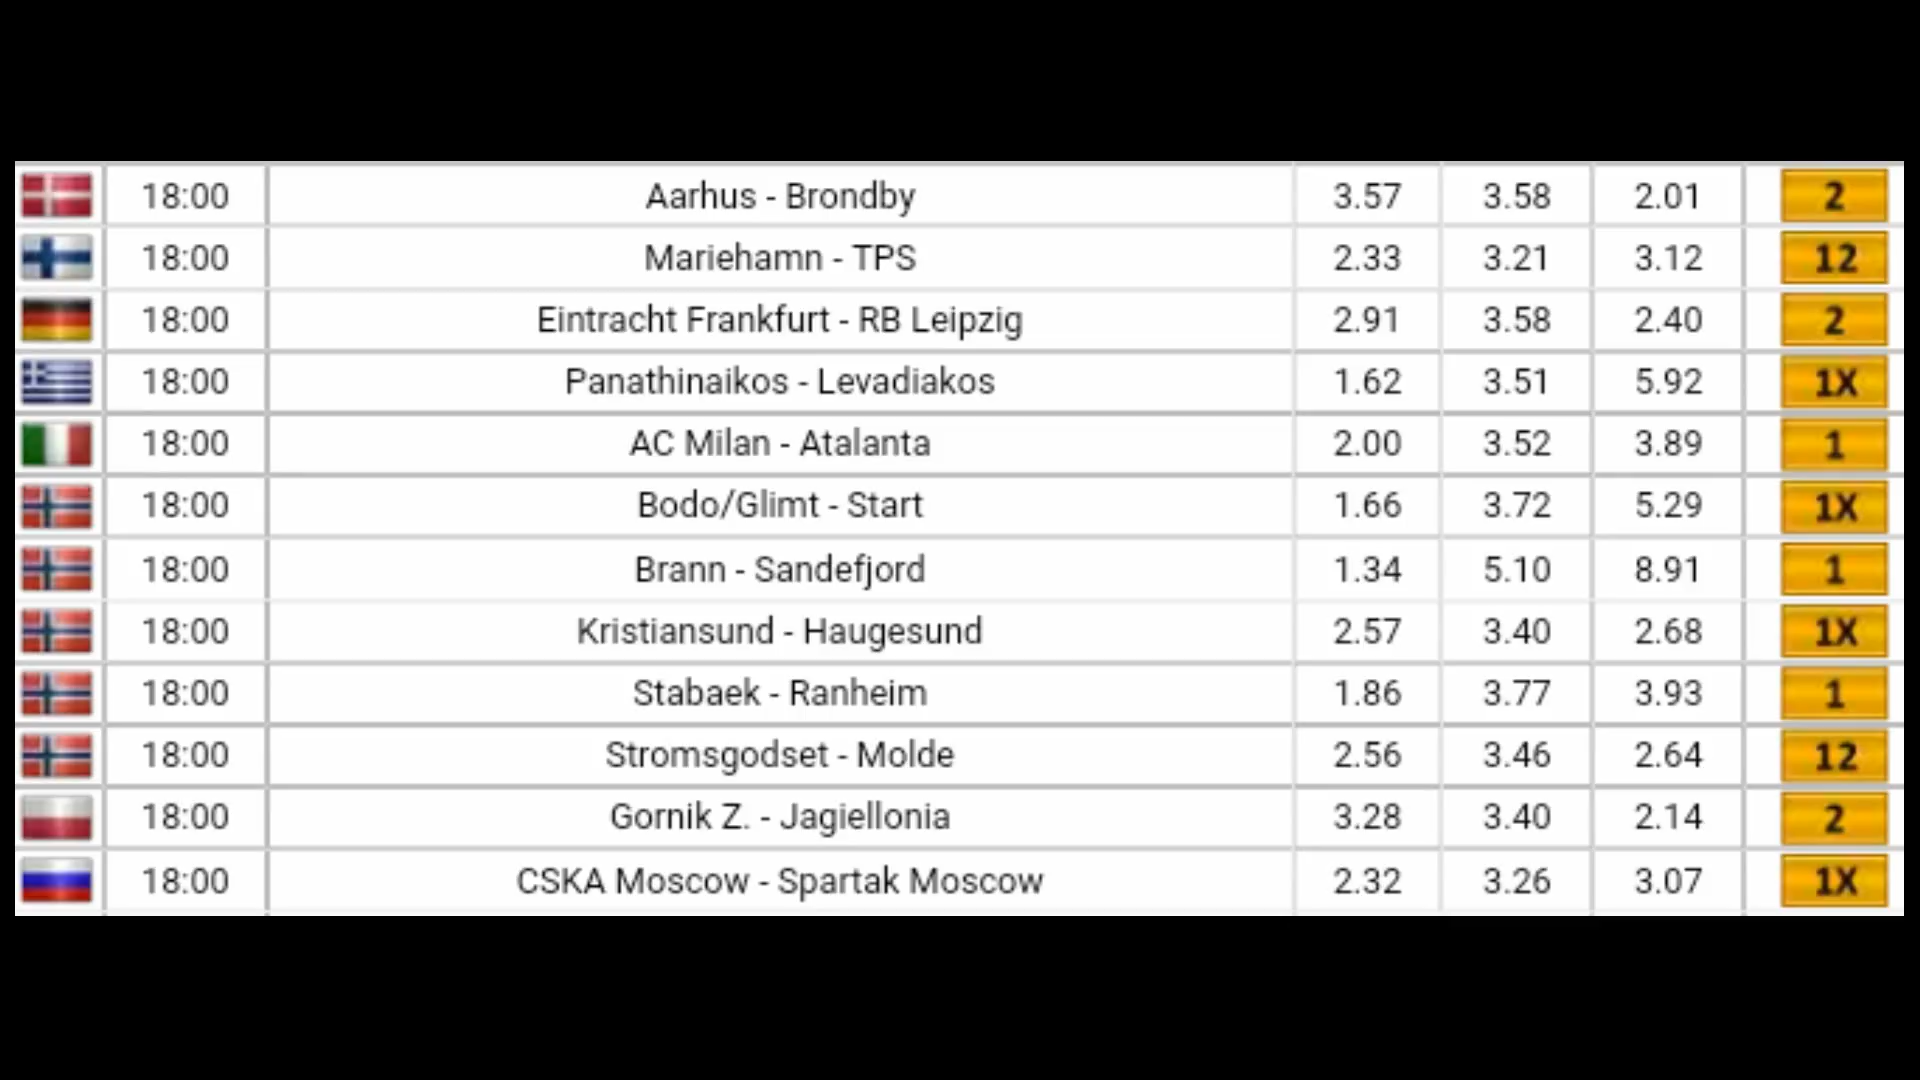 18:00 Aarhus - Brondby 3.57 3.58 2.01 2
18:00 Mariehamn - TPS 2.33 3.21 3.12 12
18:00 Eintracht Frankfurt - RB Leipzig 2.91 3.58 2.40 2
18:00 Panathinaikos - Levadiakos 1.62 3.51 5.92 1X
18:00 AC Milan - Atalanta 2.00 3.52 3.89 1
18:00 Bodo/Glimt - Start 1.66 3.72 5.29 1X
18:00 Brann - Sandefjord 1.34 5.10 8.91 1
18:00 Kristiansund - Haugesund 2.57 3.40 2.68 1X
18:00 Stabaek - Ranheim 1.86 3.77 3.93 1
18:00 Stromsgodset - Molde 2.56 3.46 2.64 12
18:00 Gornik Z. - Jagiellonia 3.28 3.40 2.14 2
18:00 CSKA Moscow - Spartak Moscow 2.32 3.26 3.07 1X